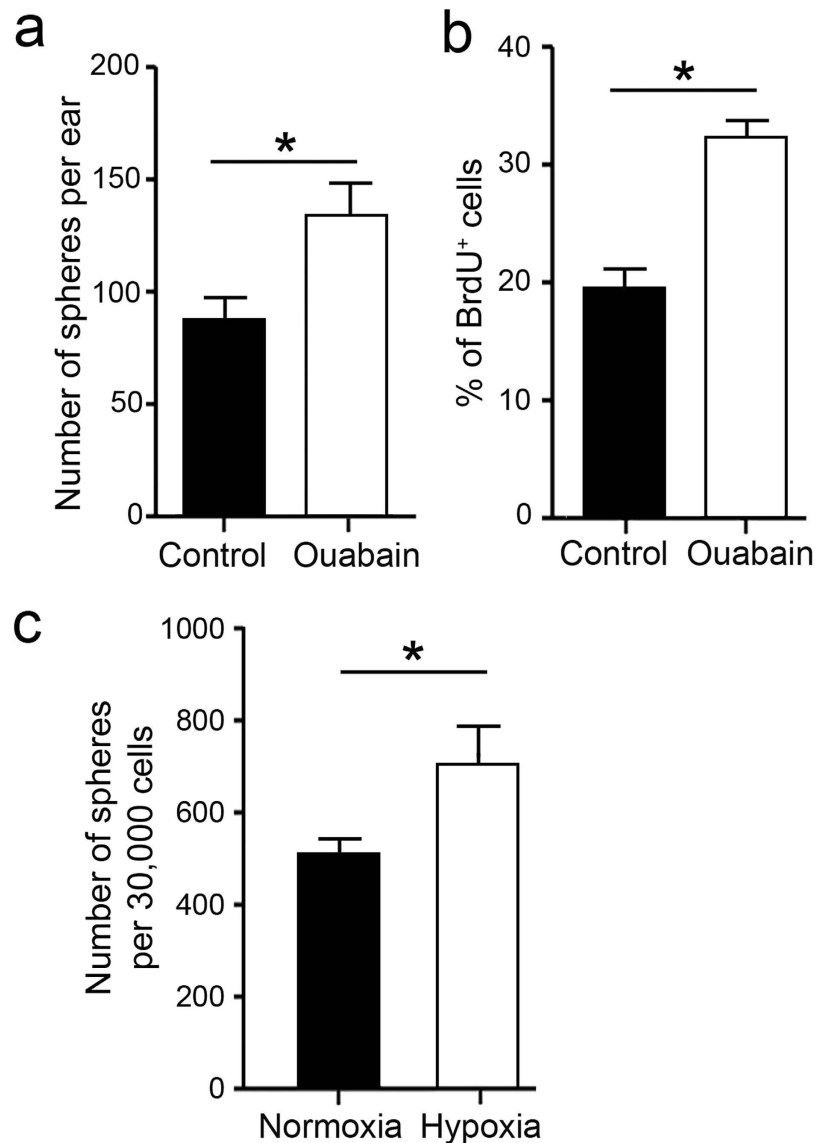 a
200
150
100
50
0
Number of spheres per ear
*
Control Ouabain
b
40
30
20
10
0
% of BrdU⁺ cells
*
Control Ouabain
c
1000
800
600
400
200
0
Number of spheres
per 30,000 cells
*
Normoxia Hypoxia